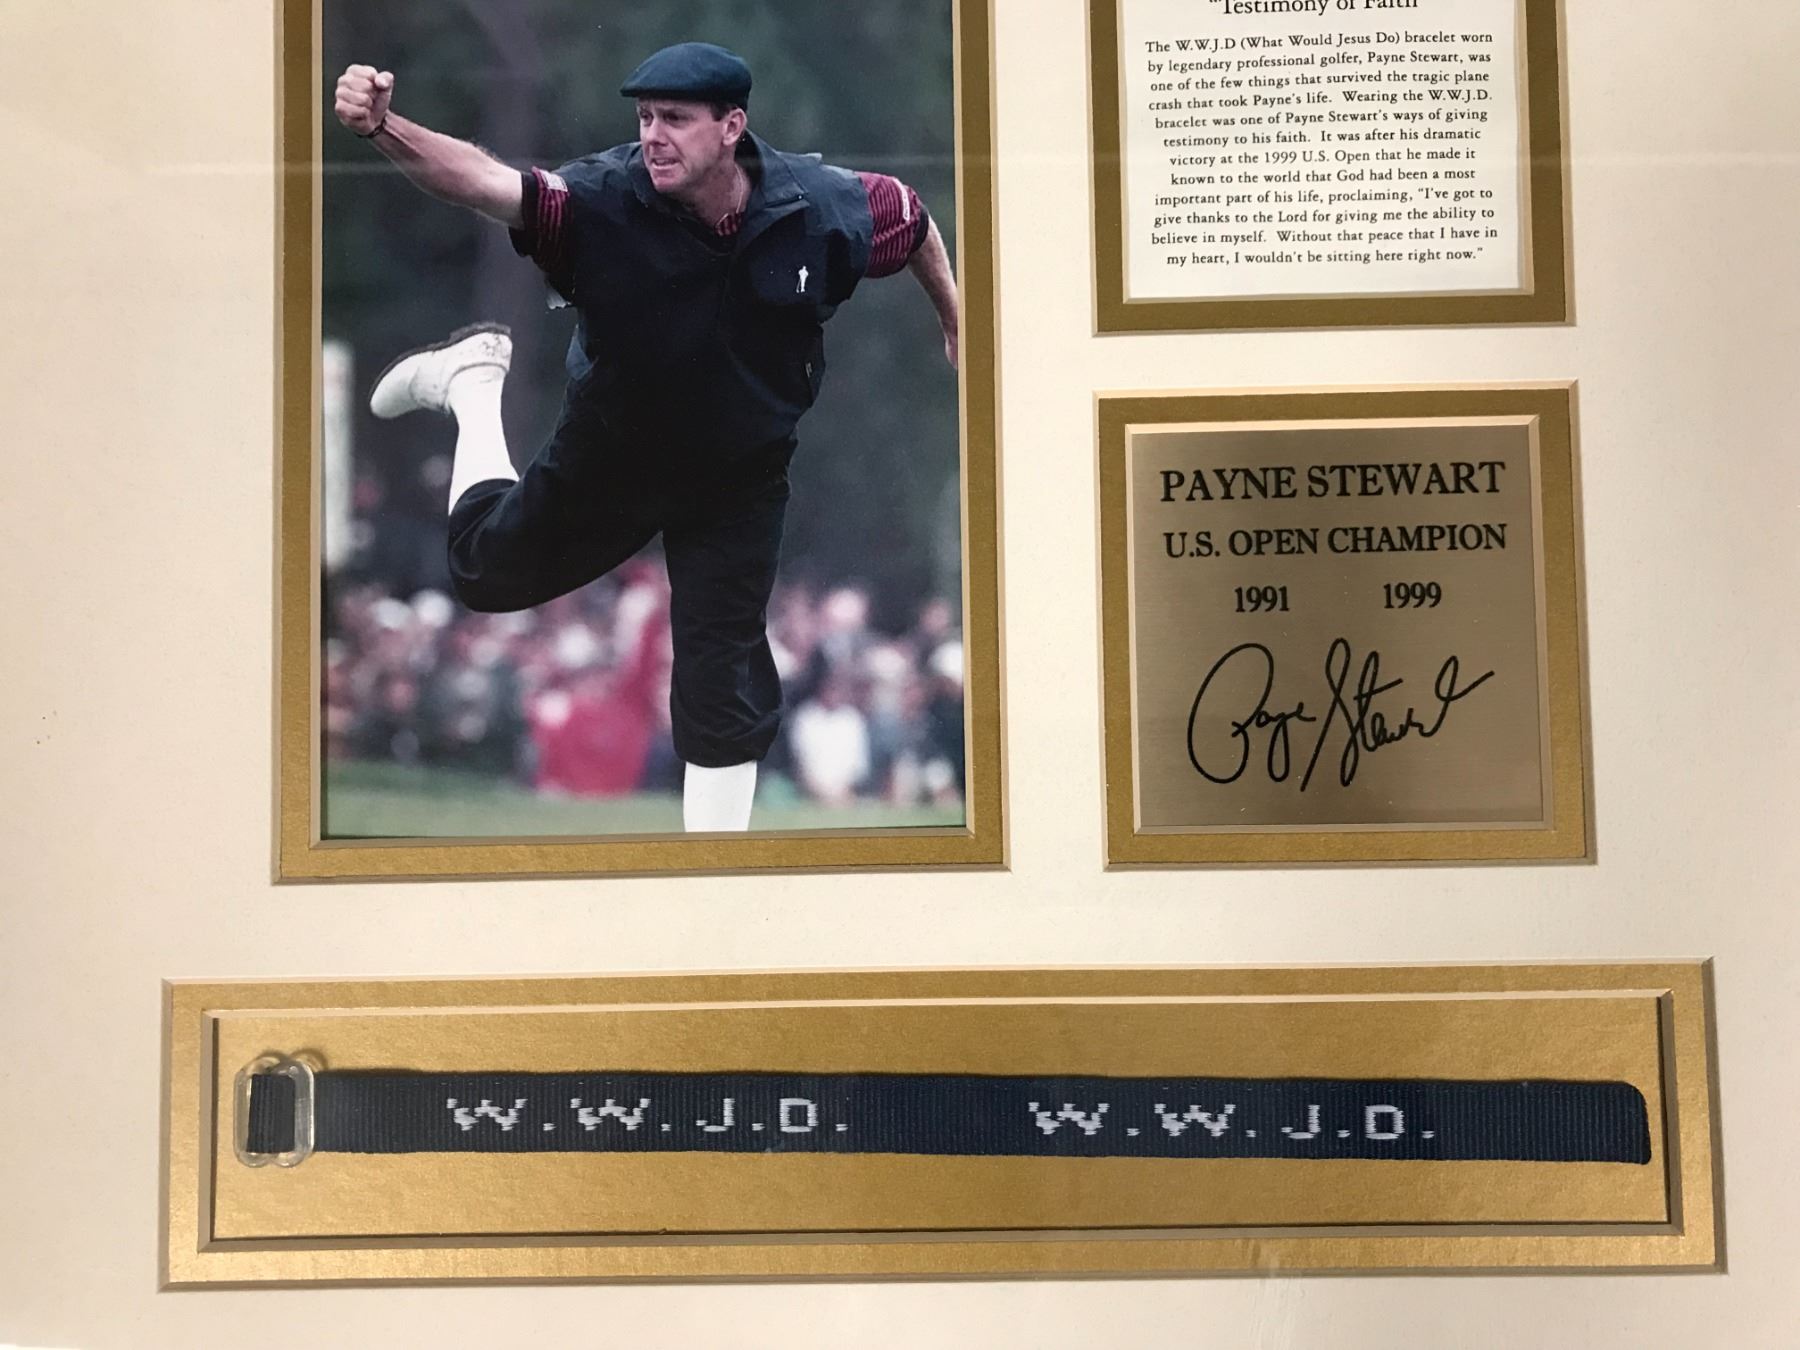 "Testimony of Faith"
The W.W.J.D (What Would Jesus Do) bracelet worn
by legendary professional golfer, Payne Stewart, was
one of the few things that survived the tragic plane
crash that took Payne's life. Wearing the W.W.J.D.
bracelet was one of Payne Stewart's ways of giving
testimony to his faith. It was after his dramatic
victory at the 1999 U.S. Open that he made it
known to the world that God had been a most
important part of his life, proclaiming, "I've got to
give thanks to the Lord for giving me the ability to
believe in myself. Without that peace that I have in
my heart, I wouldn't be sitting here right now."
PAYNE STEWART
U.S. OPEN CHAMPION
1991 1999
Payne Stewart
W.W.J.D. W.W.J.D.